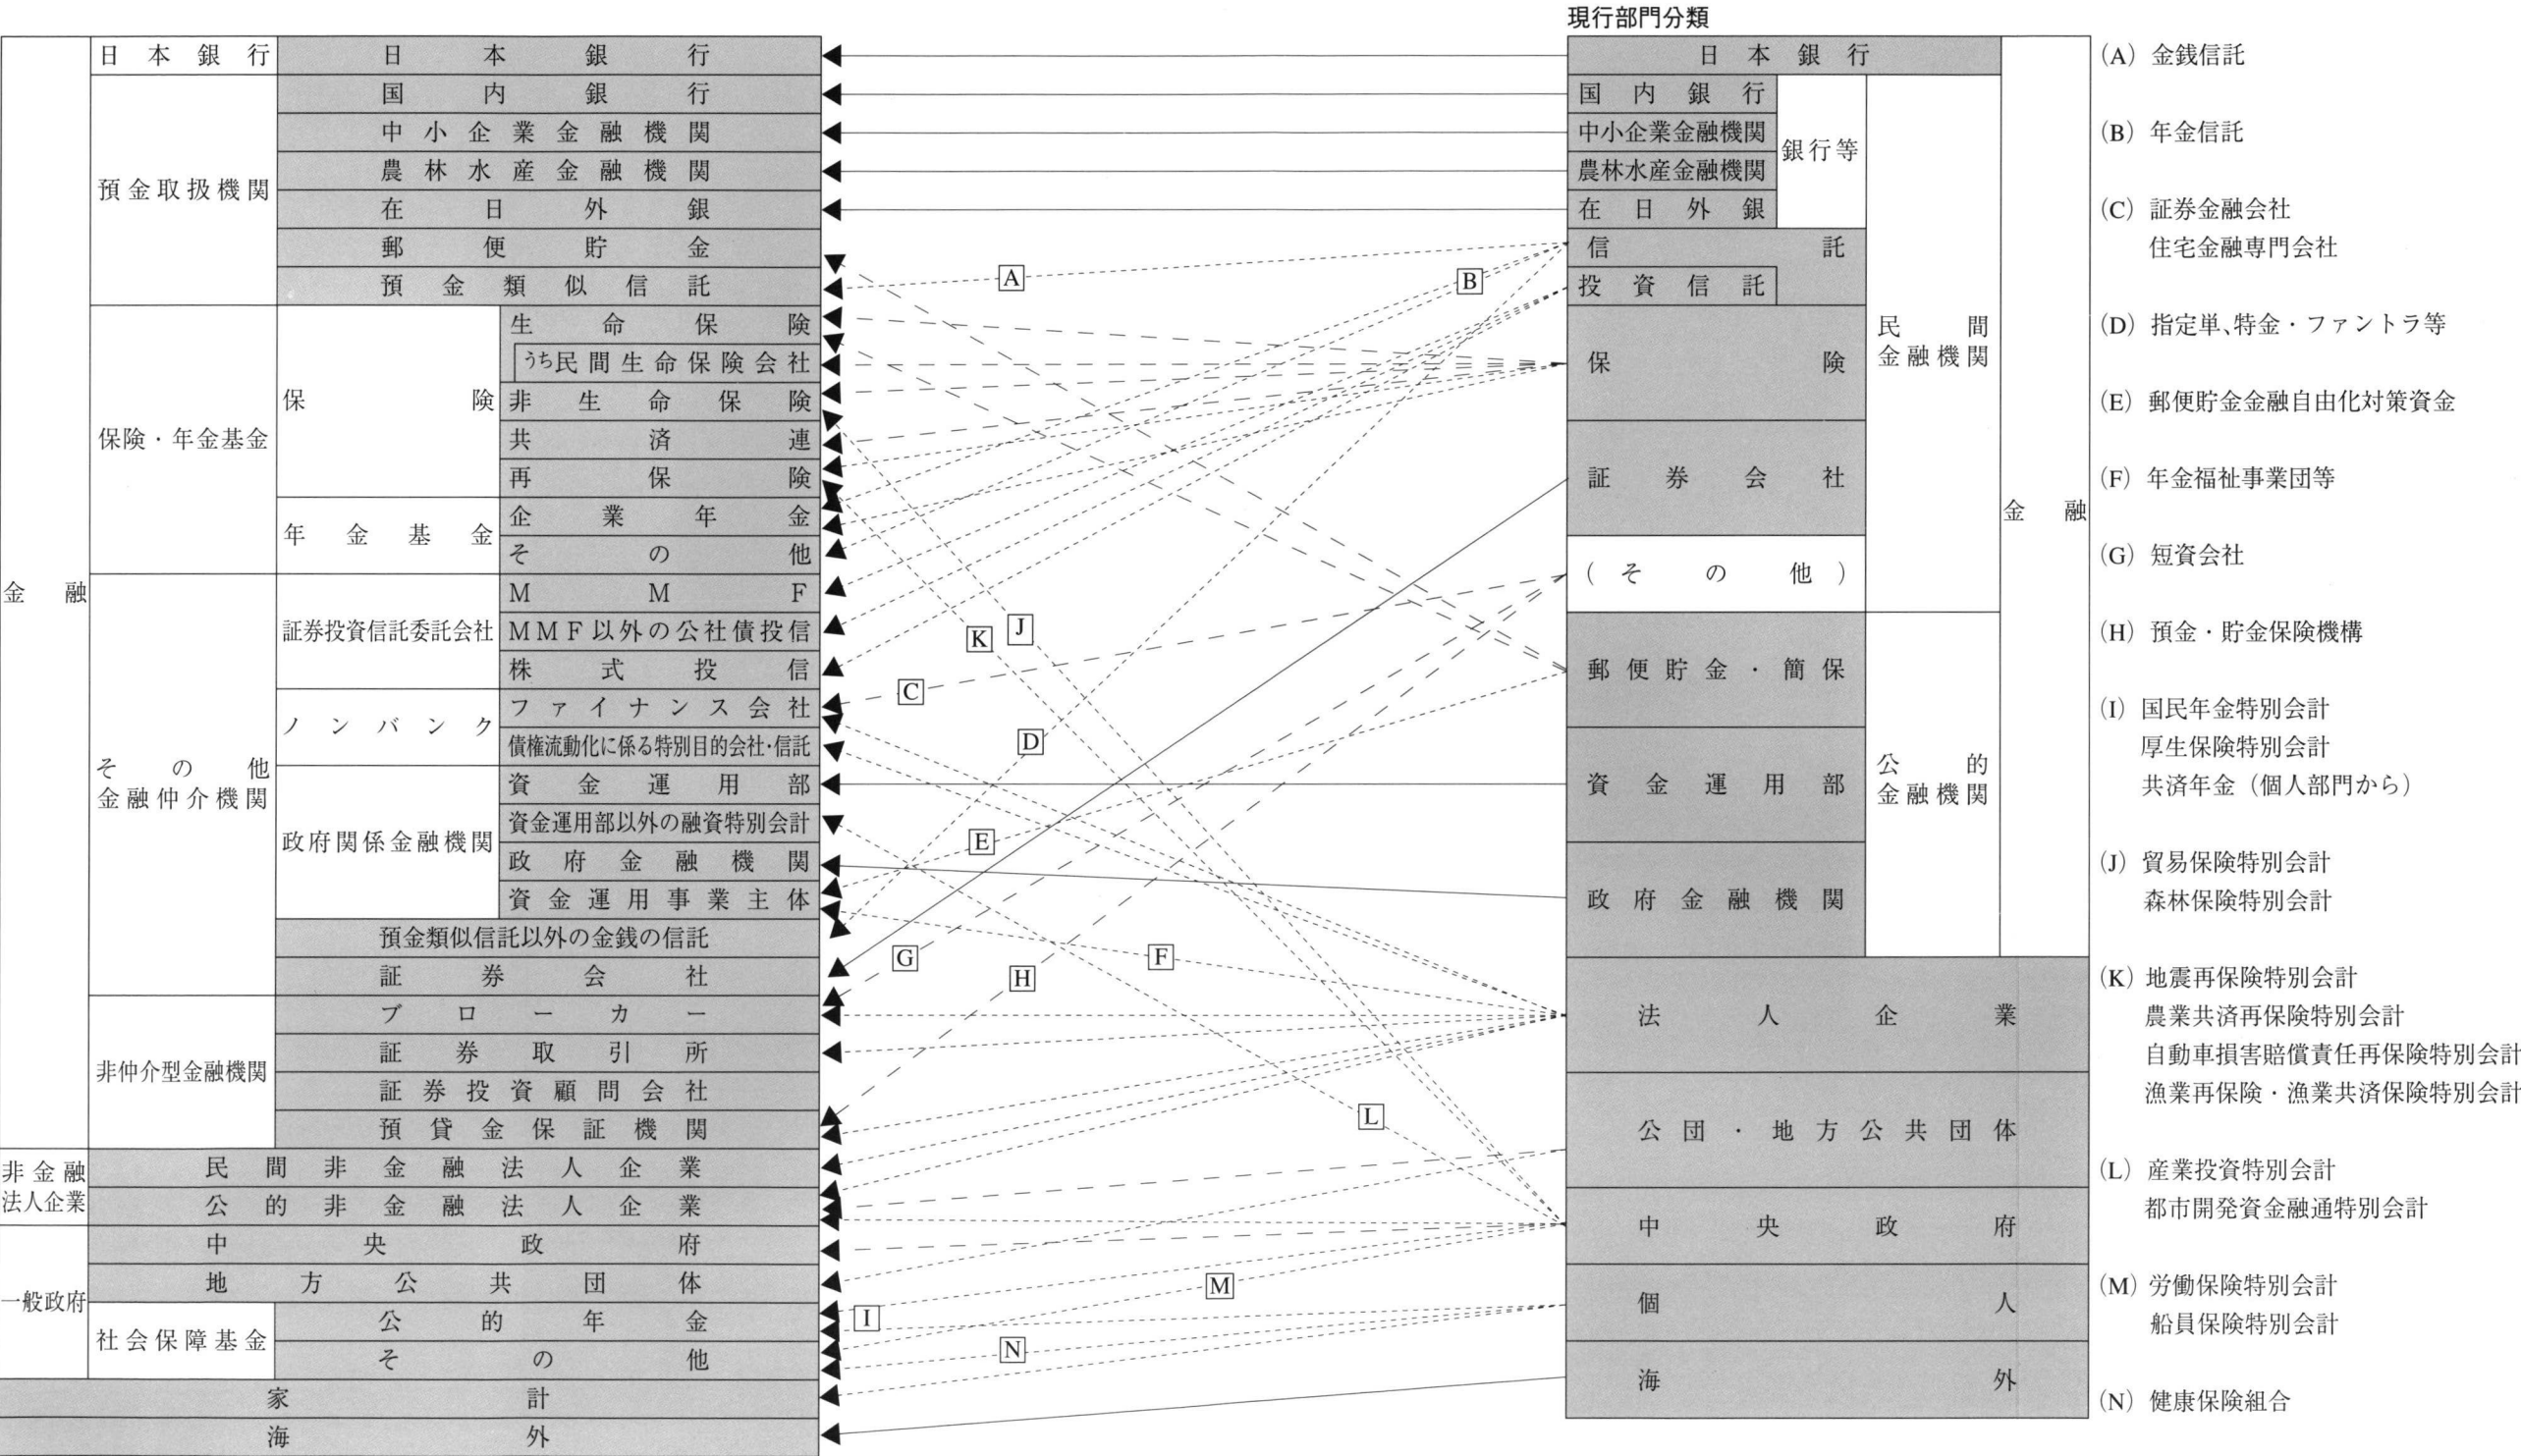 現行部門分類
金融
日本銀行
日本銀行
預金取扱機関
国内銀行
中小企業金融機関
農林水産金融機関
在日外銀
郵便貯金
預金類似信託
保険・年金基金
保険
生命保険
うち民間生命保険会社
非生命保険
共済連
再保険
年金基金
企業年金
その他
その他
金融仲介機関
証券投資信託委託会社
MMF
MMF以外の公社債投信
株式投信
ノンバンク
ファイナンス会社
債権流動化に係る特別目的会社・信託
政府関係金融機関
資金運用部
資金運用部以外の融資特別会計
政府金融機関
資金運用事業主体
預金類似信託以外の金銭の信託
証券会社
非仲介型金融機関
ブローカー
証券取引所
証券投資顧問会社
預貸金保証機関
非金融
法人企業
民間非金融法人企業
公的非金融法人企業
一般政府
中央政府
地方公共団体
社会保障基金
公的年金
その他
家計
海外
A
B
K
J
C
D
E
G
F
H
L
M
I
N
日本銀行
国内銀行
中小企業金融機関
農林水産金融機関
在日外銀
銀行等
信託
投資信託
保険
証券会社
(その他)
民間
金融機関
郵便貯金・簡保
資金運用部
政府金融機関
公的
金融機関
金融
法人企業
公団・地方公共団体
中央政府
個人
海外
(A) 金銭信託
(B) 年金信託
(C) 証券金融会社
住宅金融専門会社
(D) 指定単、特金・ファントラ等
(E) 郵便貯金金融自由化対策資金
(F) 年金福祉事業団等
(G) 短資会社
(H) 預金・貯金保険機構
(I) 国民年金特別会計
厚生保険特別会計
共済年金（個人部門から）
(J) 貿易保険特別会計
森林保険特別会計
(K) 地震再保険特別会計
農業共済再保険特別会計
自動車損害賠償責任再保険特別会計
漁業再保険・漁業共済保険特別会計
(L) 産業投資特別会計
都市開発資金融通特別会計
(M) 労働保険特別会計
船員保険特別会計
(N) 健康保険組合